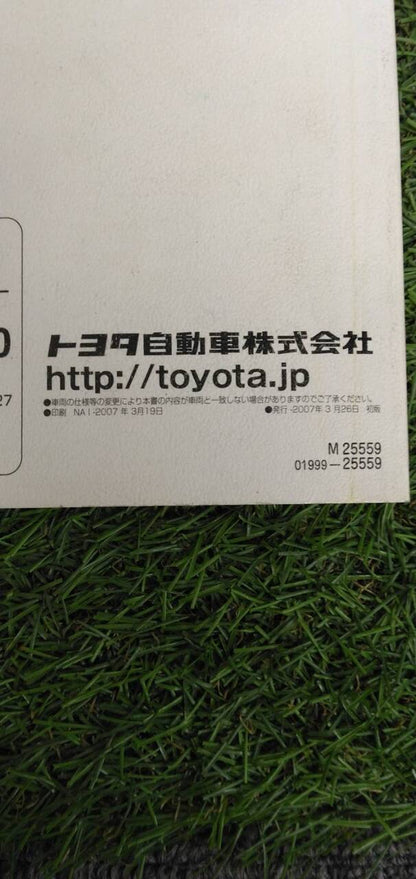 0
27
トヨタ自動車株式会社
http://toyota.jp
●車両の仕様等の変更により本書の内容が車両と一致しない場合がありますのでご了承ください。
●印刷 NAI-2007年3月19日 ●発行-2007年3月26日 初版
M 25559
01999－25559